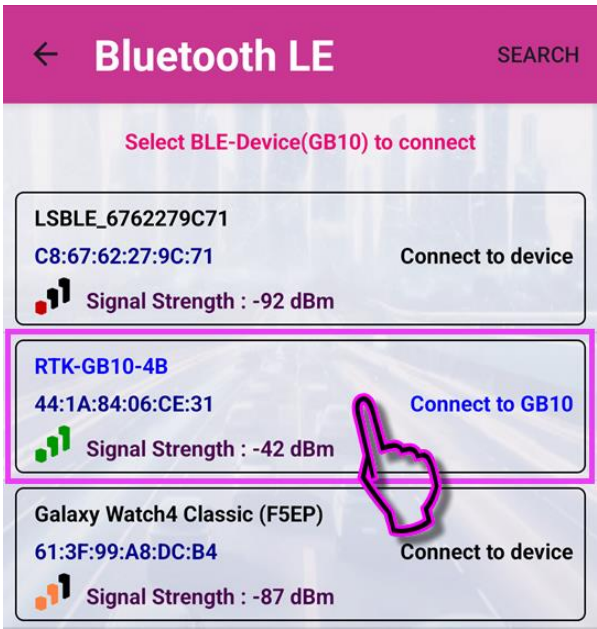 Bluetooth LE
SEARCH
Select BLE-Device(GB10) to connect
LSBLE_6762279C71
C8:67:62:27:9C:71 Connect to device
Signal Strength : -92 dBm
RTK-GB10-4B
44:1A:84:06:CE:31 Connect to GB10
Signal Strength : -42 dBm
Galaxy Watch4 Classic (F5EP)
61:3F:99:A8:DC:B4 Connect to device
Signal Strength : -87 dBm